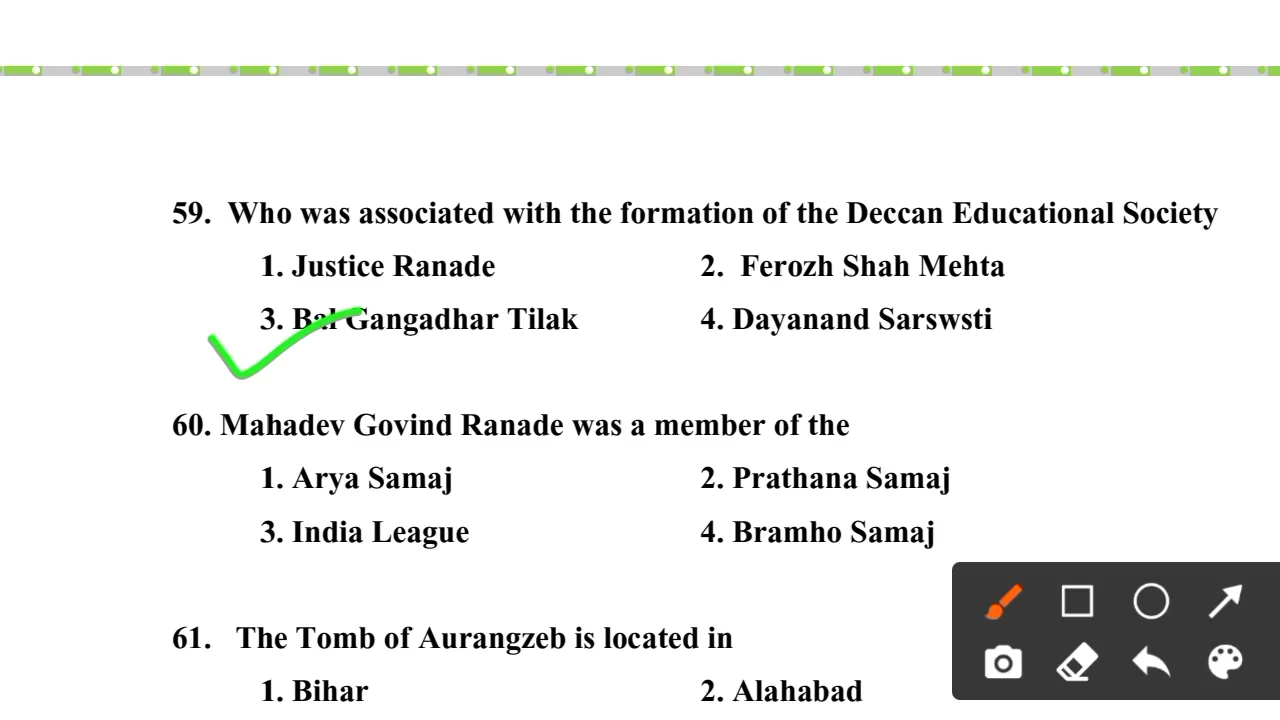 59. Who was associated with the formation of the Deccan Educational Society
1. Justice Ranade 2. Ferozh Shah Mehta
3. Bal Gangadhar Tilak 4. Dayanand Sarswsti
60. Mahadev Govind Ranade was a member of the
1. Arya Samaj 2. Prathana Samaj
3. India League 4. Bramho Samaj
61. The Tomb of Aurangzeb is located in
1. Bihar 2. Alahabad